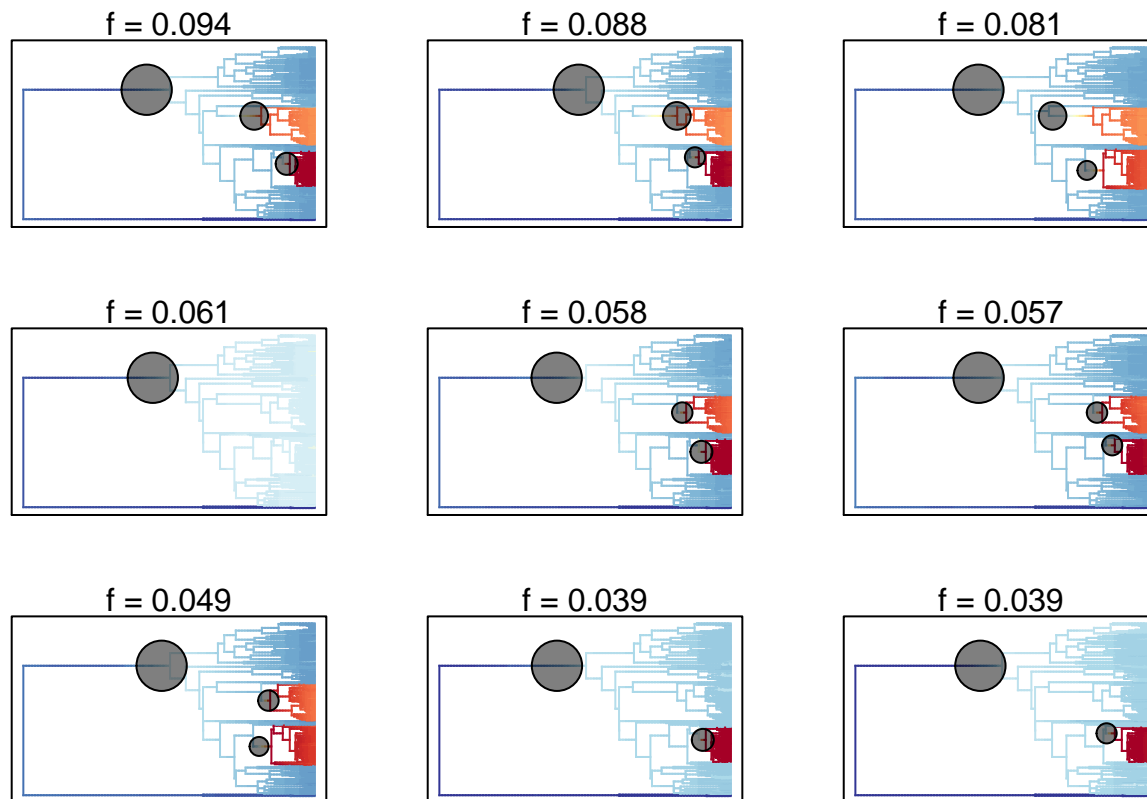 f = 0.094
f = 0.088
f = 0.081
f = 0.061
f = 0.058
f = 0.057
f = 0.049
f = 0.039
f = 0.039